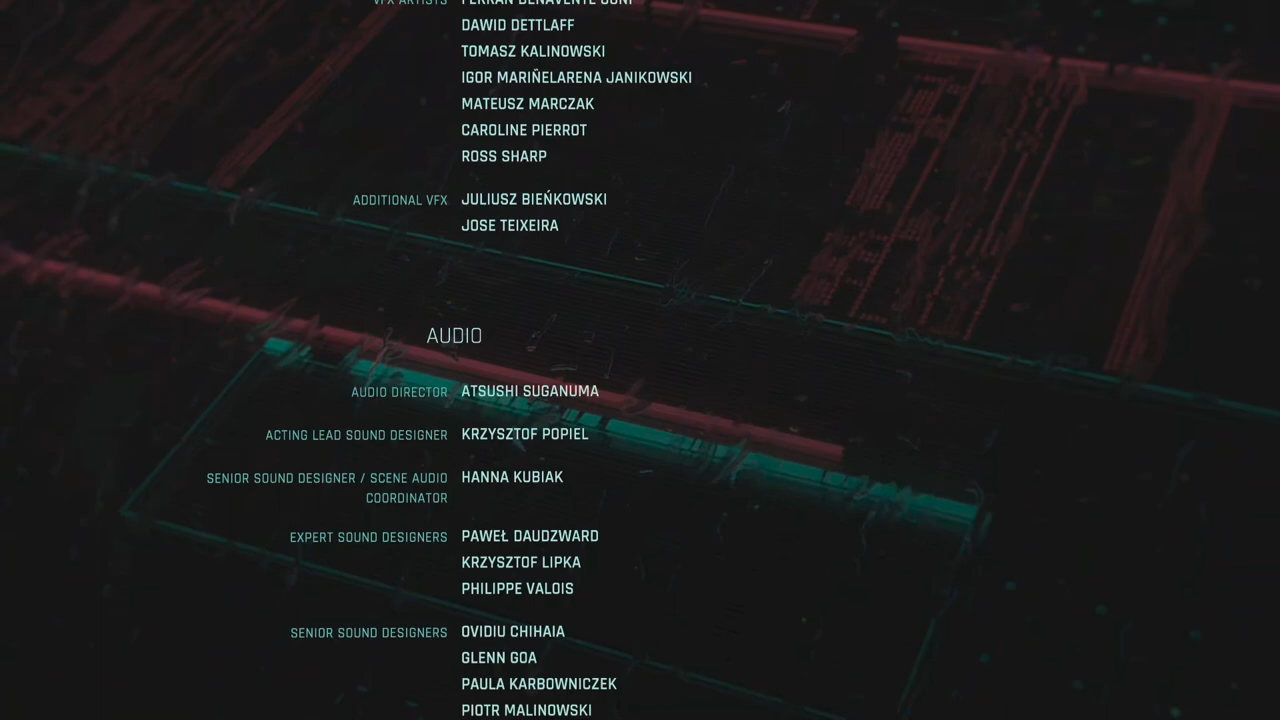 VFX ARTISTS
DAWID DETTLAFF
TOMASZ KALINOWSKI
IGOR MARIÑELARENA JANIKOWSKI
MATEUSZ MARCZAK
CAROLINE PIERROT
ROSS SHARP
ADDITIONAL VFX JULIUSZ BIEŃKOWSKI
JOSE TEIXEIRA
AUDIO
AUDIO DIRECTOR ATSUSHI SUGANUMA
ACTING LEAD SOUND DESIGNER KRZYSZTOF POPIEL
SENIOR SOUND DESIGNER / SCENE AUDIO HANNA KUBIAK
COORDINATOR
EXPERT SOUND DESIGNERS PAWEŁ DAUDZWARD
KRZYSZTOF LIPKA
PHILIPPE VALOIS
SENIOR SOUND DESIGNERS OVIDIU CHIHAIA
GLENN GOA
PAULA KARBOWNICZEK
PIOTR MALINOWSKI